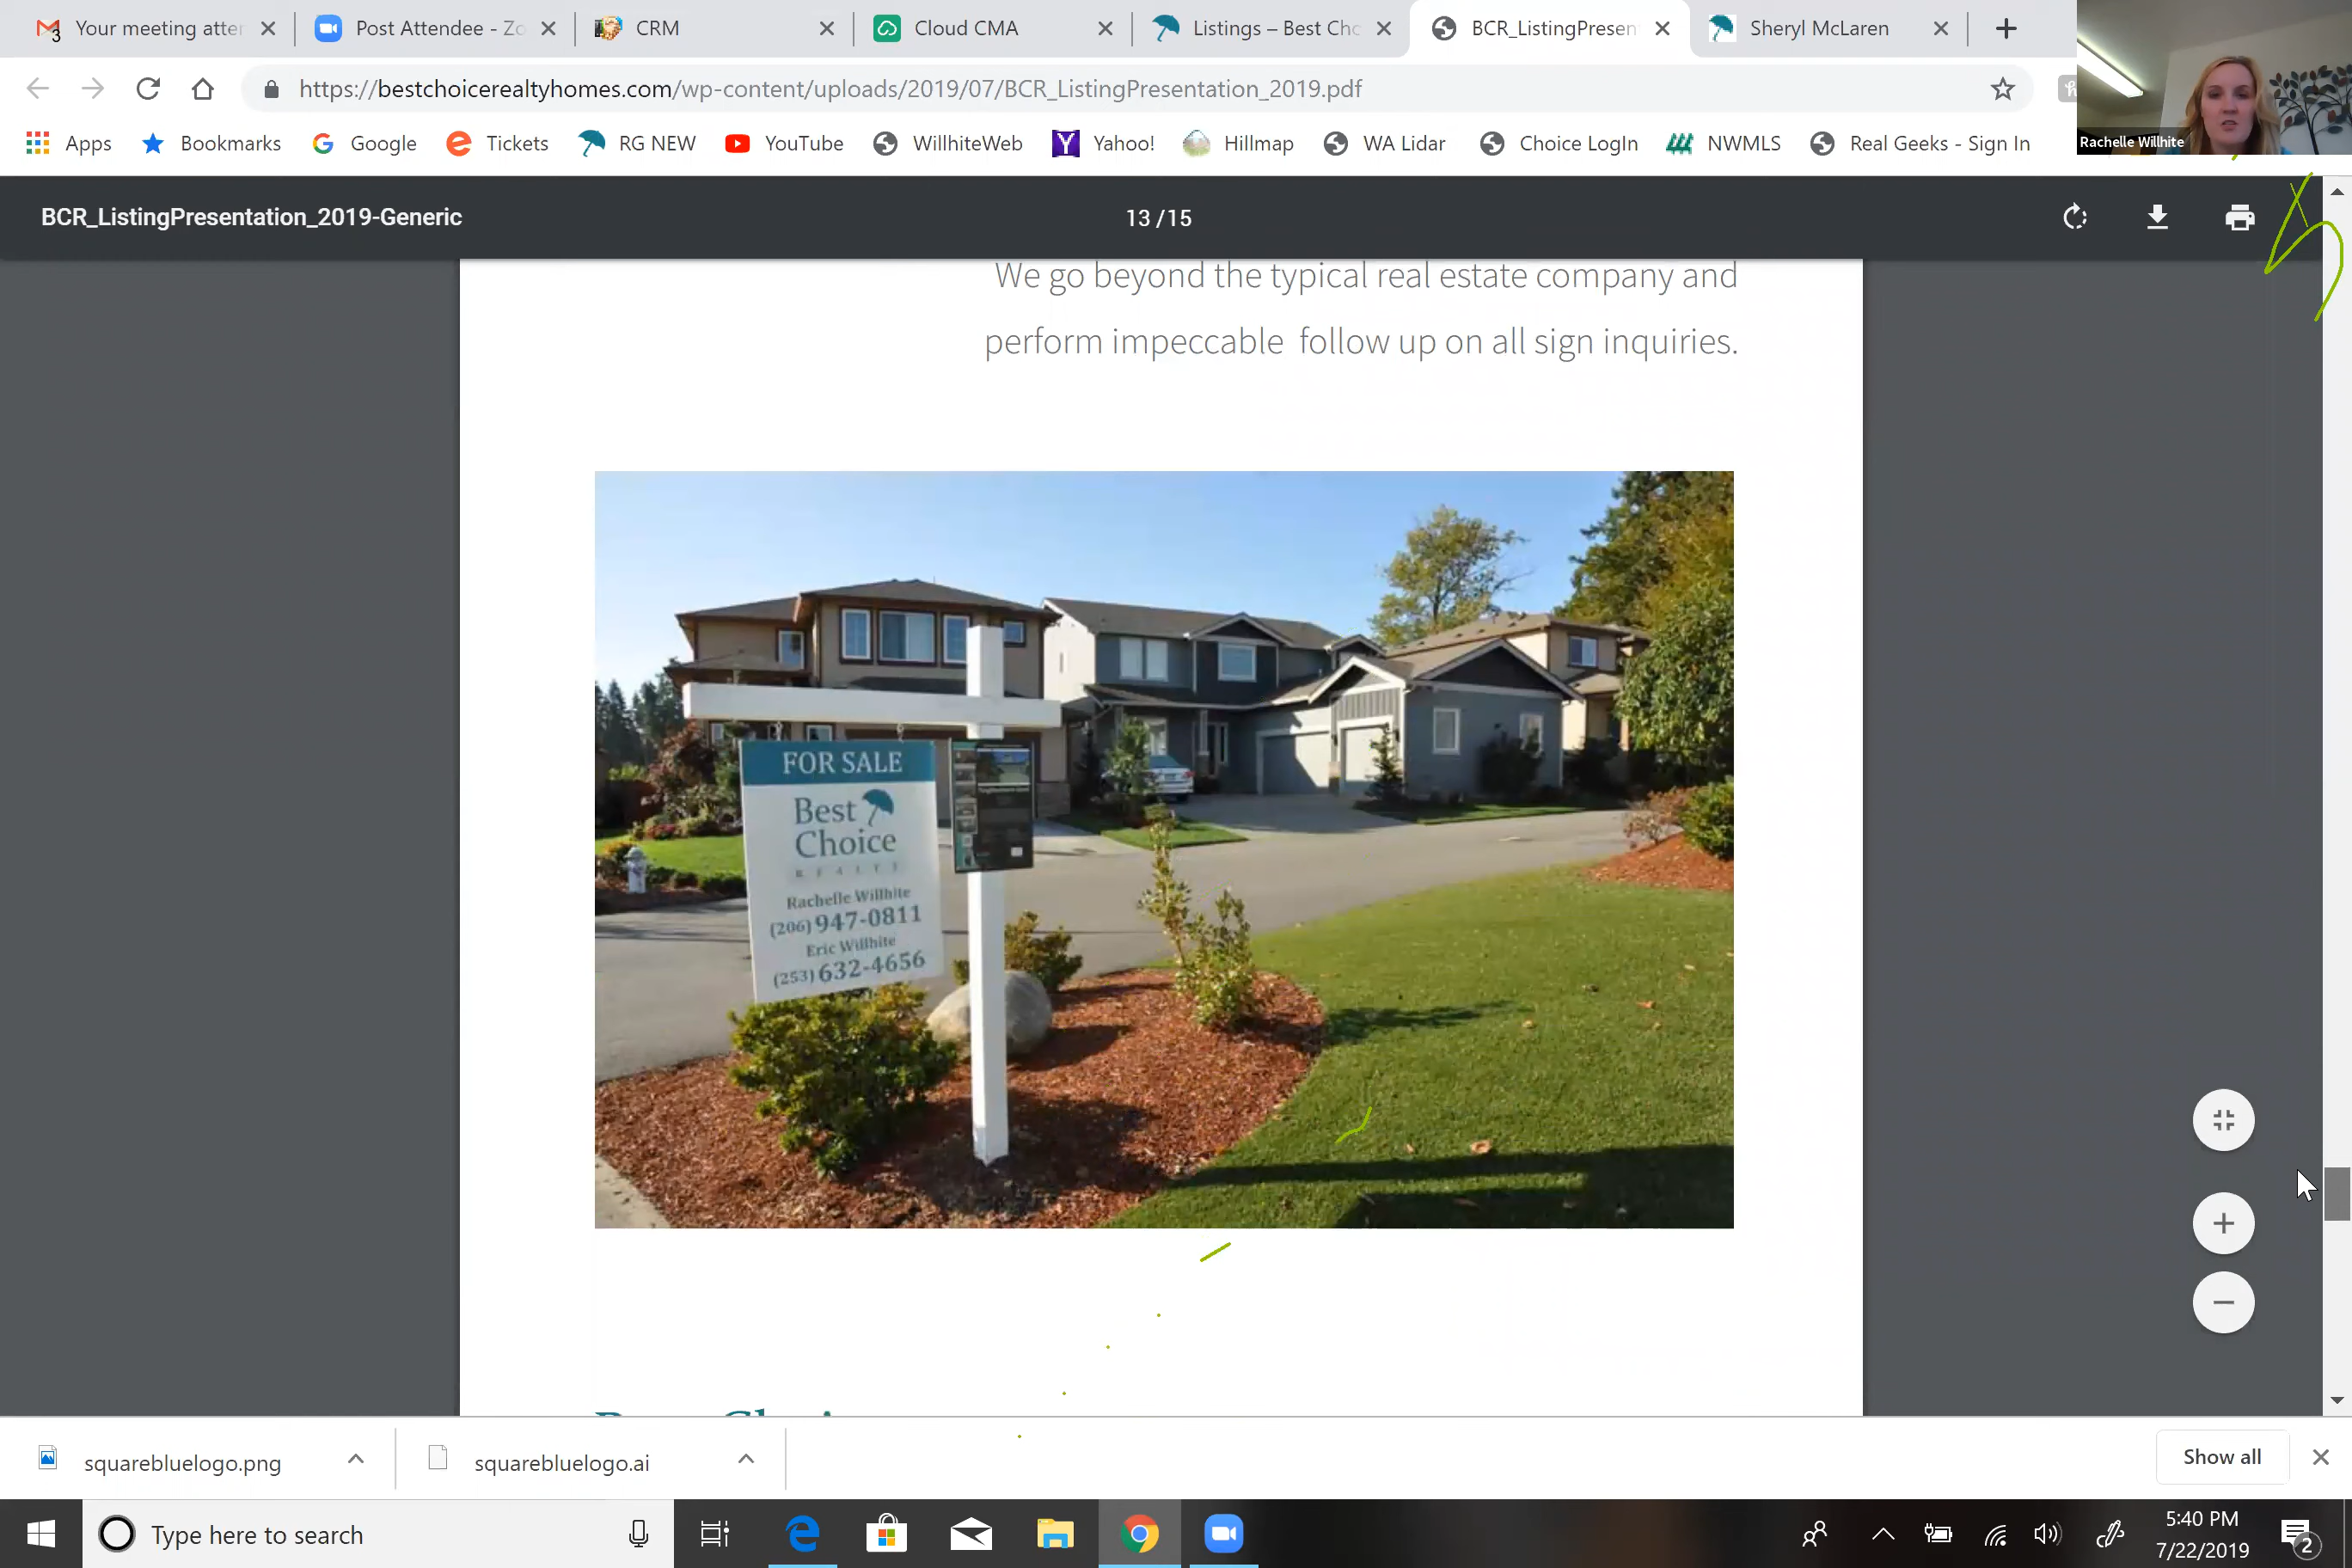 Your meeting atter
Post Attendee - Zo
CRM
Cloud CMA
Listings – Best Cho
BCR_ListingPresen
Sheryl McLaren
https://bestchoicerealtyhomes.com/wp-content/uploads/2019/07/BCR_ListingPresentation_2019.pdf
Apps
Bookmarks
Google
Tickets
RG NEW
YouTube
WillhiteWeb
Yahoo!
Hillmap
WA Lidar
Choice LogIn
NWMLS
Real Geeks - Sign In
Rachelle Willhite
BCR_ListingPresentation_2019-Generic
13 / 15
We go beyond the typical real estate company and
perform impeccable follow up on all sign inquiries.
FOR SALE
Best
Choice
REALTY
Rachelle Willhite
(206) 947-0811
Eric Willhite
(253) 632-4656
squarebluelogo.png
squarebluelogo.ai
Show all
Type here to search
5:40 PM
7/22/2019
2